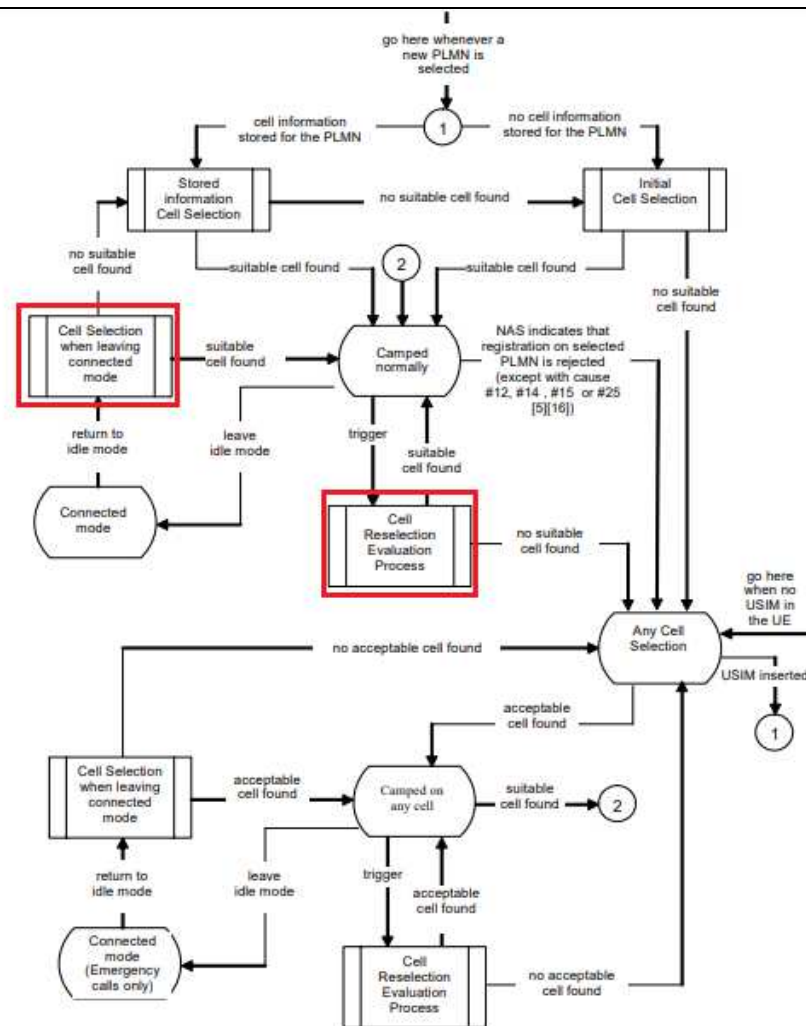 go here whenever a
new PLMN is
selected
cell information
stored for the PLMN
1
no cell information
stored for the PLMN
Stored
information
Cell Selection
no suitable cell found
Initial
Cell Selection
no suitable
cell found
suitable cell found
2
suitable cell found
no suitable
cell found
Cell Selection
when leaving
connected
mode
suitable
cell found
Camped
normally
NAS indicates that
registration on selected
PLMN is rejected
(except with cause
#12, #14 , #15 or #25
[5][16])
return to
idle mode
leave
idle mode
trigger
suitable
cell found
Connected
mode
Cell
Reselection
Evaluation
Process
no suitable
cell found
go here
when no
USIM in
the UE
Any Cell
Selection
no acceptable cell found
USIM inserted
1
acceptable
cell found
Cell Selection
when leaving
connected
mode
acceptable
cell found
Camped on
any cell
suitable
cell found
2
return to
idle mode
leave
idle mode
trigger
acceptable
cell found
Connected
mode
(Emergency
calls only)
Cell
Reselection
Evaluation
Process
no acceptable
cell found